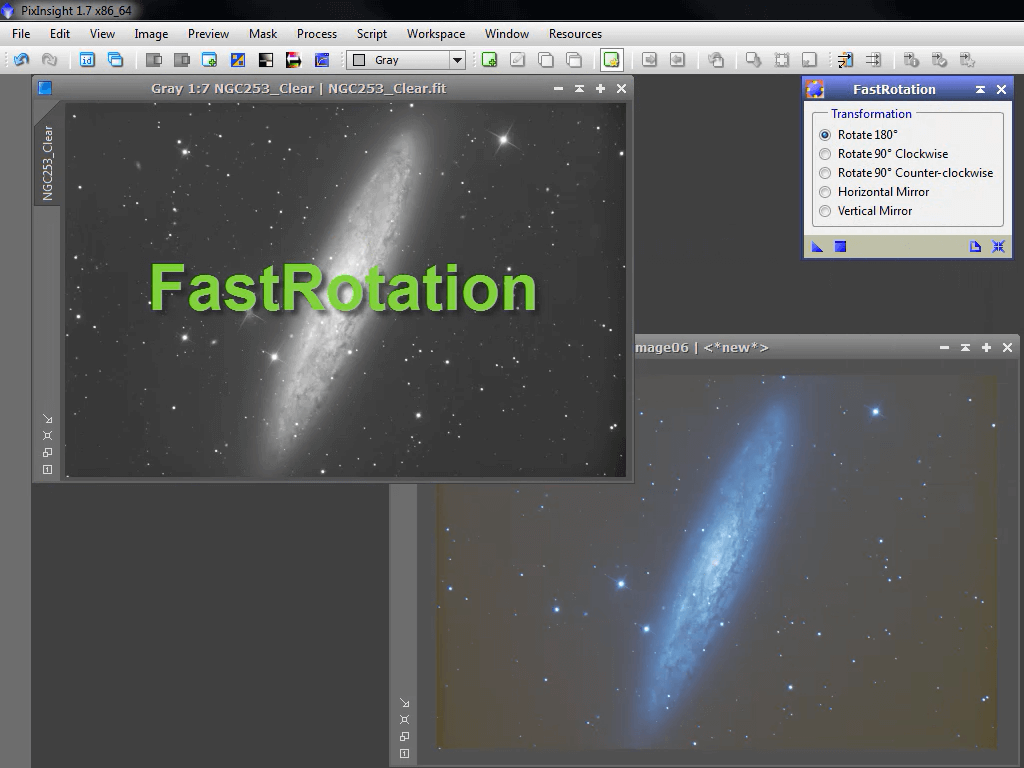 PixInsight 1.7 x86_64
File Edit View Image Preview Mask Process Script Workspace Window Resources
id Gray
Gray 1:7 NGC253_Clear | NGC253_Clear.fit
NGC253_Clear
FastRotation
FastRotation
Transformation
Rotate 180°
Rotate 90° Clockwise
Rotate 90° Counter-clockwise
Horizontal Mirror
Vertical Mirror
mage06 | <*new*>